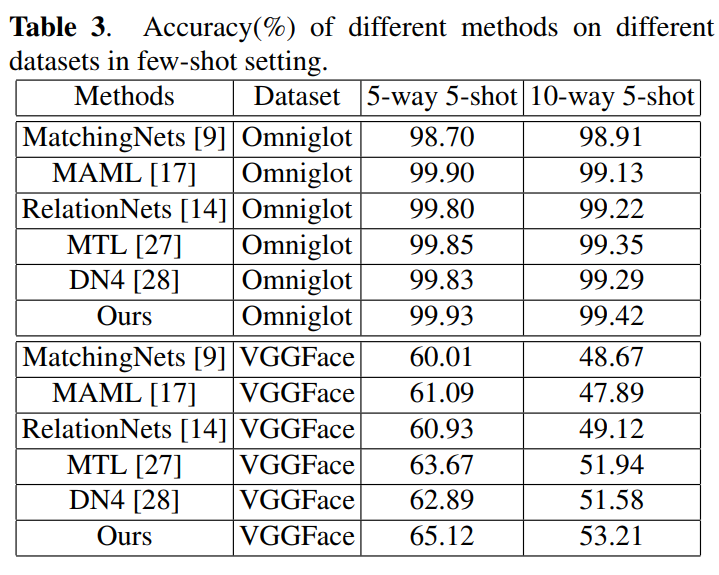 Table 3. Accuracy(%) of different methods on different
datasets in few-shot setting.
Methods Dataset 5-way 5-shot 10-way 5-shot
MatchingNets [9] Omniglot 98.70 98.91
MAML [17] Omniglot 99.90 99.13
RelationNets [14] Omniglot 99.80 99.22
MTL [27] Omniglot 99.85 99.35
DN4 [28] Omniglot 99.83 99.29
Ours Omniglot 99.93 99.42
MatchingNets [9] VGGFace 60.01 48.67
MAML [17] VGGFace 61.09 47.89
RelationNets [14] VGGFace 60.93 49.12
MTL [27] VGGFace 63.67 51.94
DN4 [28] VGGFace 62.89 51.58
Ours VGGFace 65.12 53.21